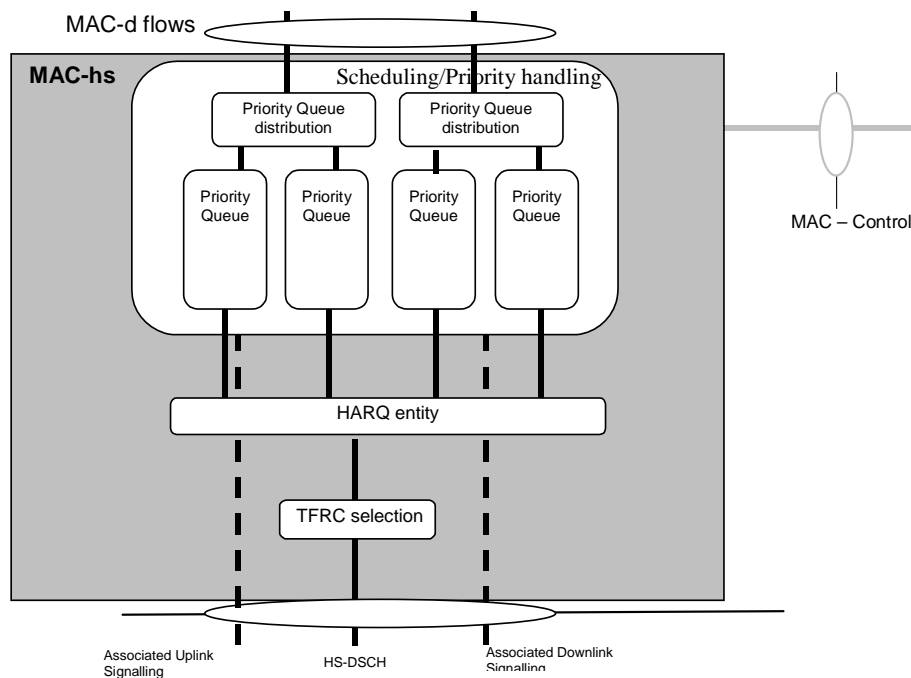 MAC-d flows
MAC-hs
Scheduling/Priority handling
Priority Queue
distribution
Priority Queue
distribution
Priority
Queue
Priority
Queue
Priority
Queue
Priority
Queue
MAC – Control
HARQ entity
TFRC selection
Associated Uplink
Signalling
HS-DSCH
Associated Downlink
Signalling